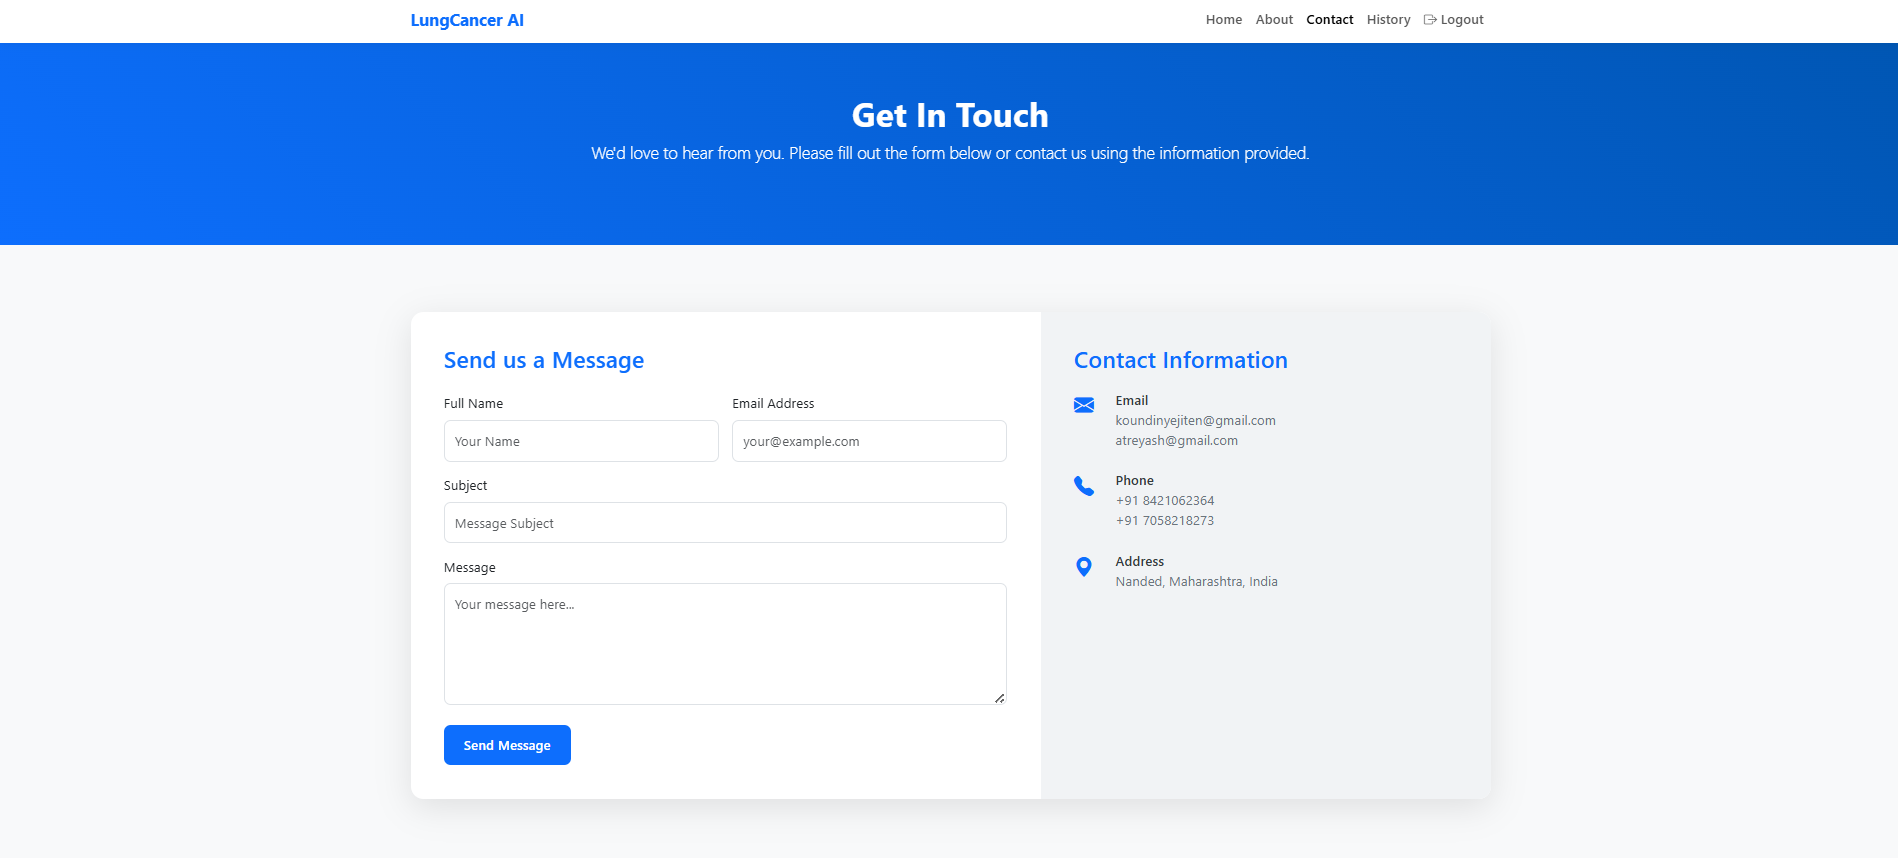 LungCancer AI
Home About Contact History Logout
Get In Touch
We'd love to hear from you. Please fill out the form below or contact us using the information provided.
Send us a Message
Full Name
Your Name
Email Address
your@example.com
Subject
Message Subject
Message
Your message here...
Send Message
Contact Information
Email
koundinyejiten@gmail.com
atreyash@gmail.com
Phone
+91 8421062364
+91 7058218273
Address
Nanded, Maharashtra, India